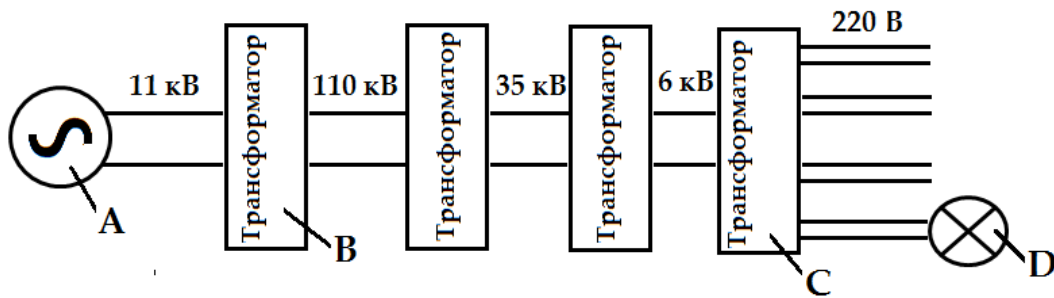 220 В
11 кВ
110 кВ
35 кВ
6 кВ
Трансформатор
Трансформатор
Трансформатор
Трансформатор
A
B
C
D